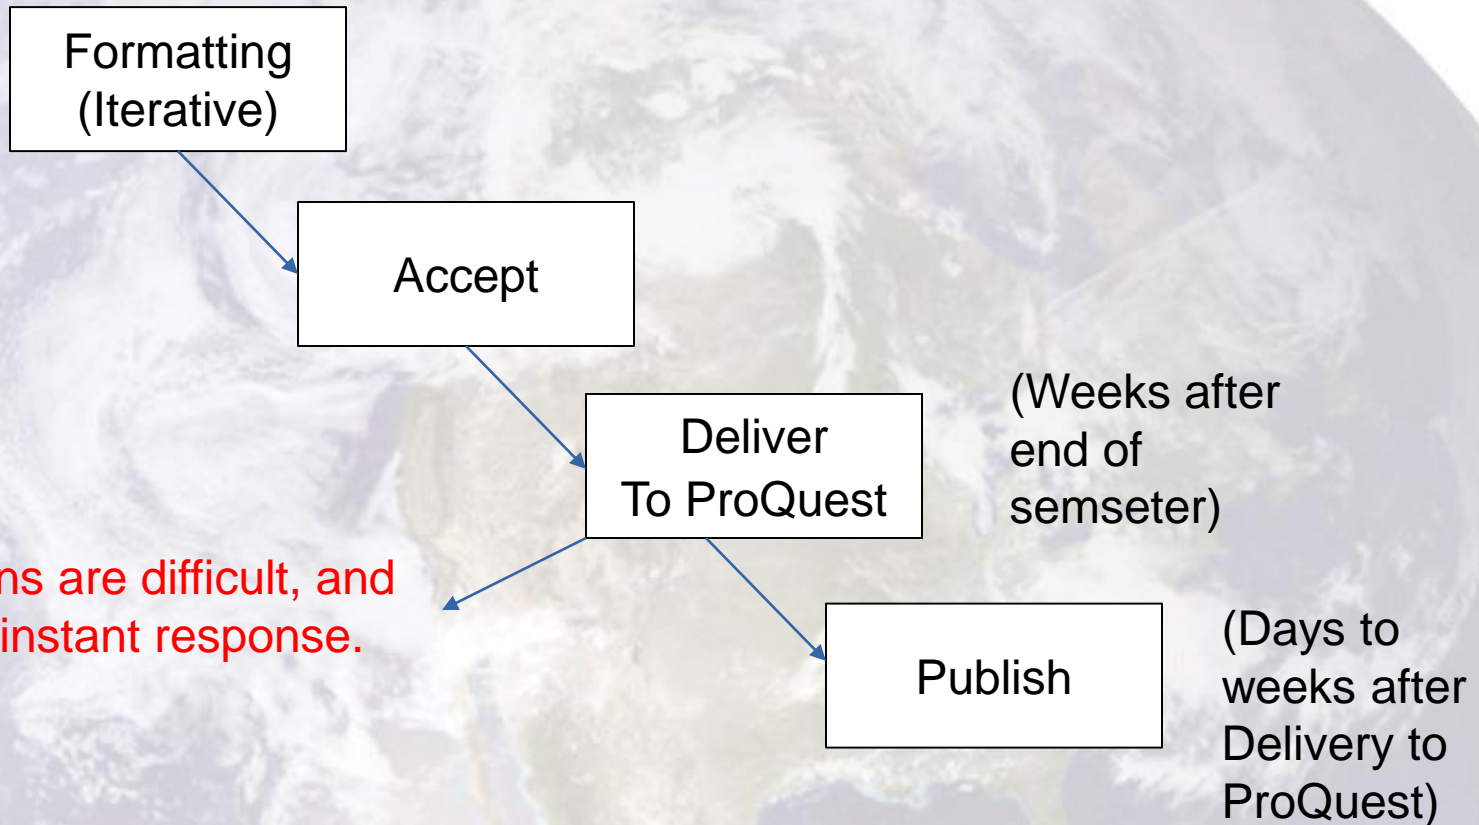 Formatting
(Iterative)
Accept
Deliver
To ProQuest
(Weeks after
end of
semseter)
ns are difficult, and
instant response.
Publish
(Days to
weeks after
Delivery to
ProQuest)